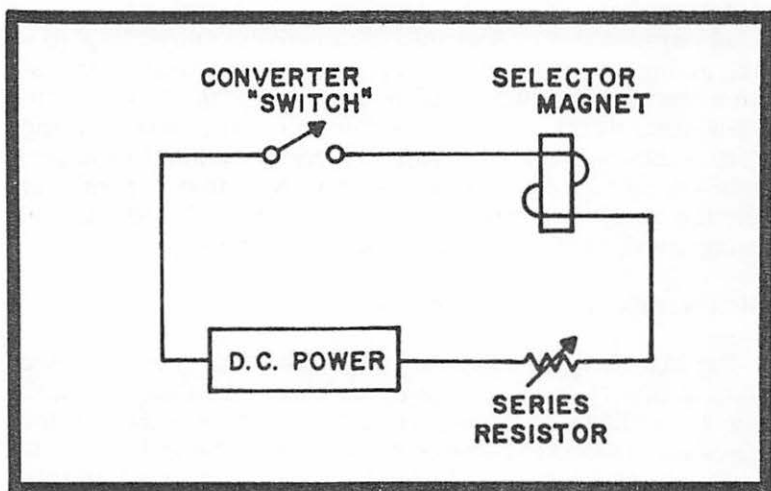 CONVERTER
"SWITCH"
SELECTOR
MAGNET
D.C. POWER
SERIES
RESISTOR